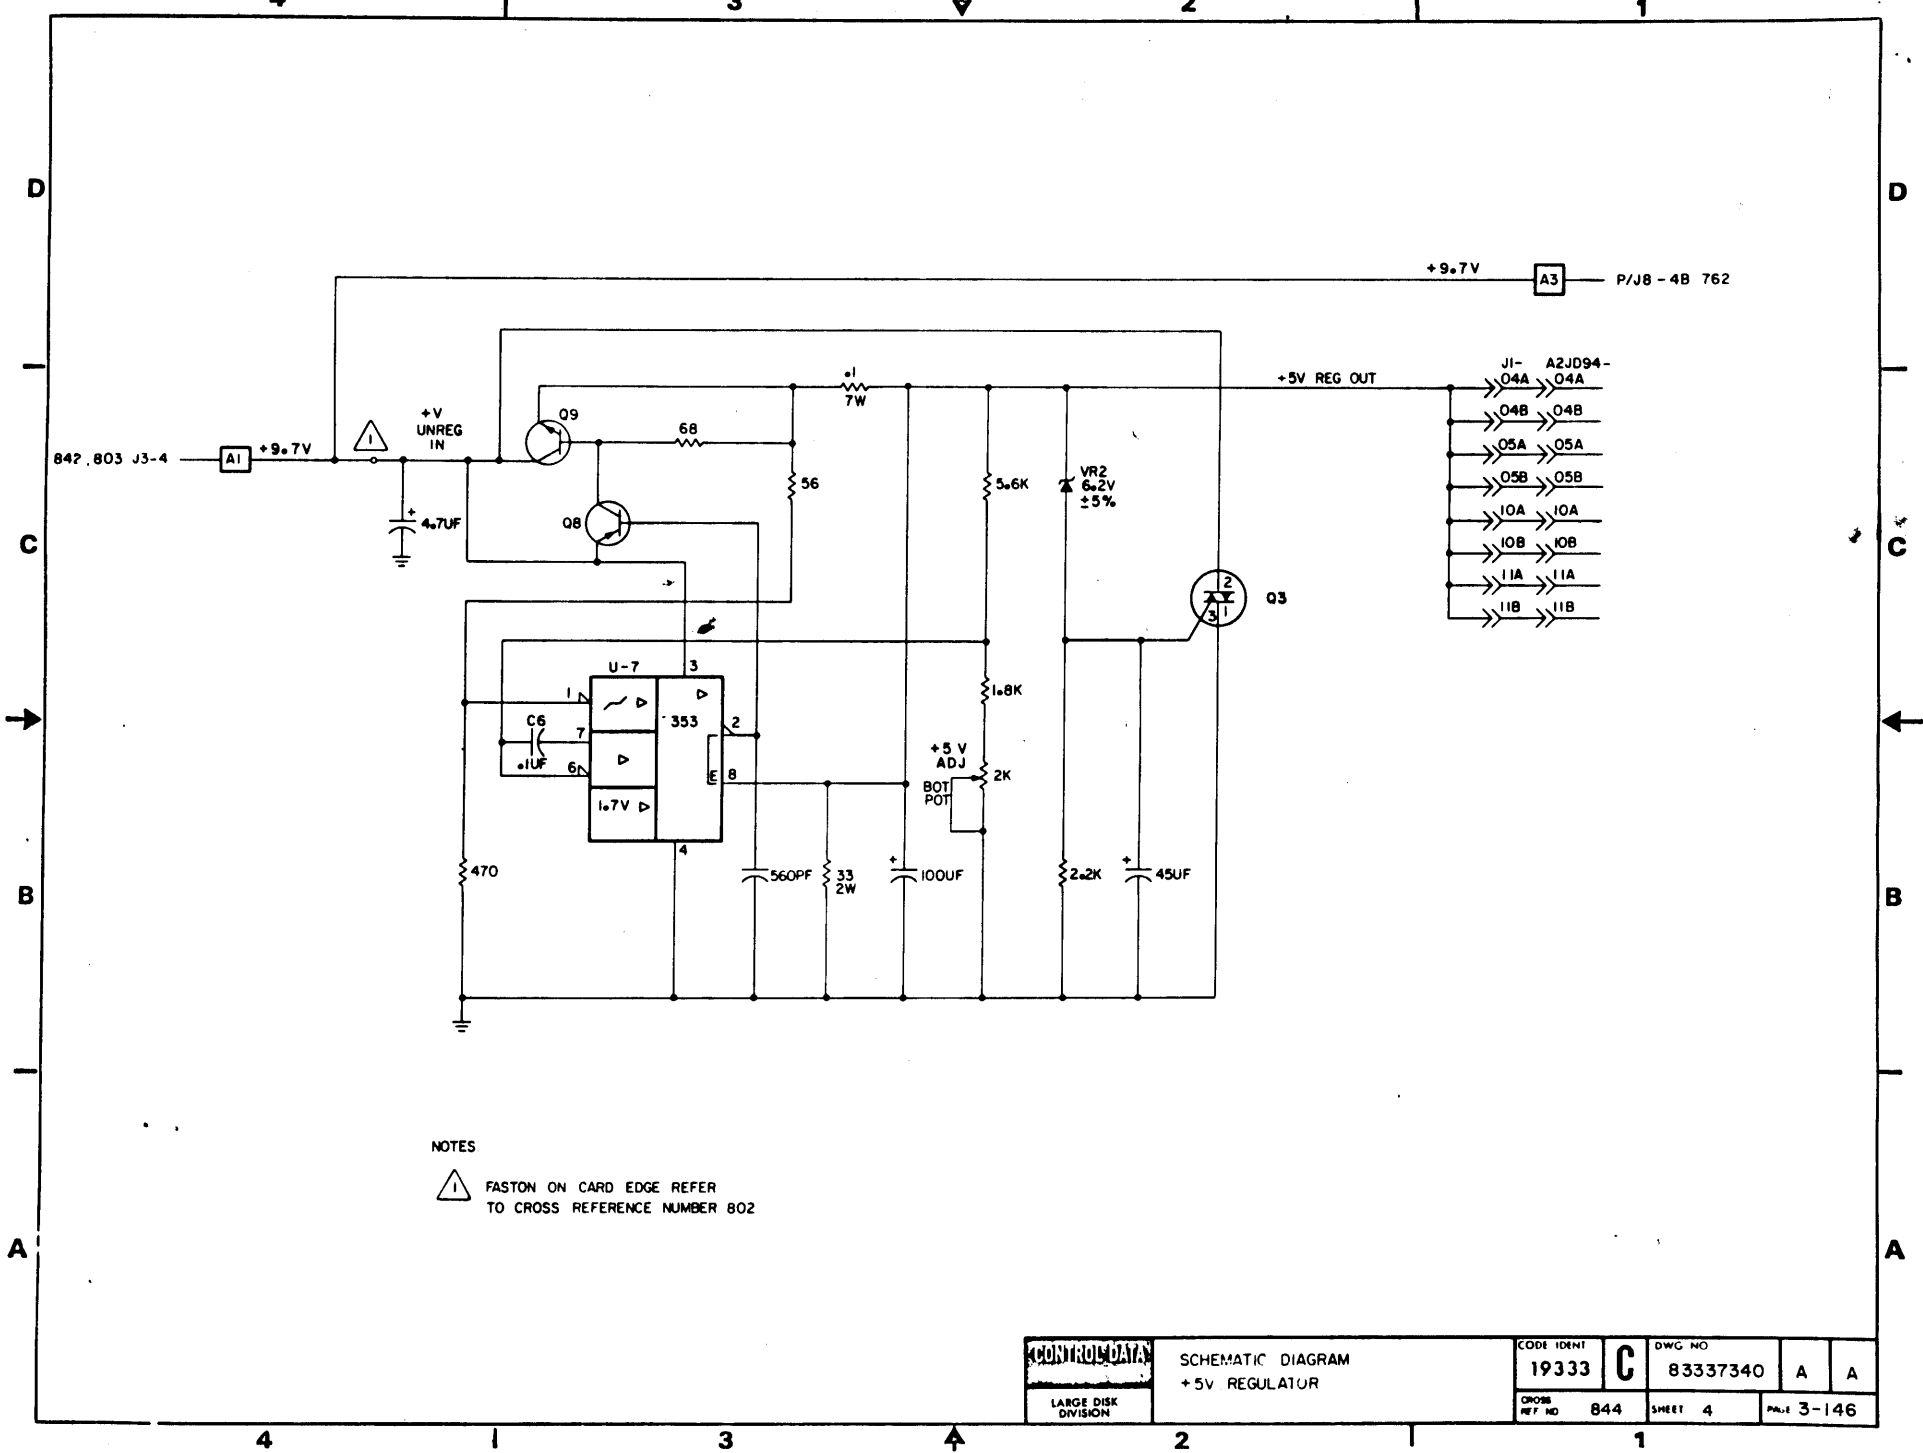 4 3 2 1
D D
+9.7V A3 P/J8-4B 762
J1- A2JD94-
+5V REG OUT 04A 04A
04B 04B
05A 05A
05B 05B
10A 10A
10B 10B
11A 11A
11B 11B
.1
7W
Q9
68
+V
UNREG
IN
1
842,803 J3-4 A1 +9.7V
56
5.6K
VR2
6.2V
±5%
4.7UF
+
Q8
C C
2
Q3
3 1
U-7 3
1.8K
1
353
2
C6
7
.1UF
6
E 8
1.7V
+5 V
ADJ
2K
BOT
POT
4
470
560PF
33
2W
+
100UF
2.2K
+
45UF
B B
NOTES
1 FASTON ON CARD EDGE REFER
TO CROSS REFERENCE NUMBER 802
A A
CONTROL DATA
LARGE DISK
DIVISION
SCHEMATIC DIAGRAM
+5V REGULATOR
CODE IDENT
19333
C
DWG NO
83337340
A A
CROSS
REF NO 844
SHEET 4
PAGE 3-146
4 3 2 1